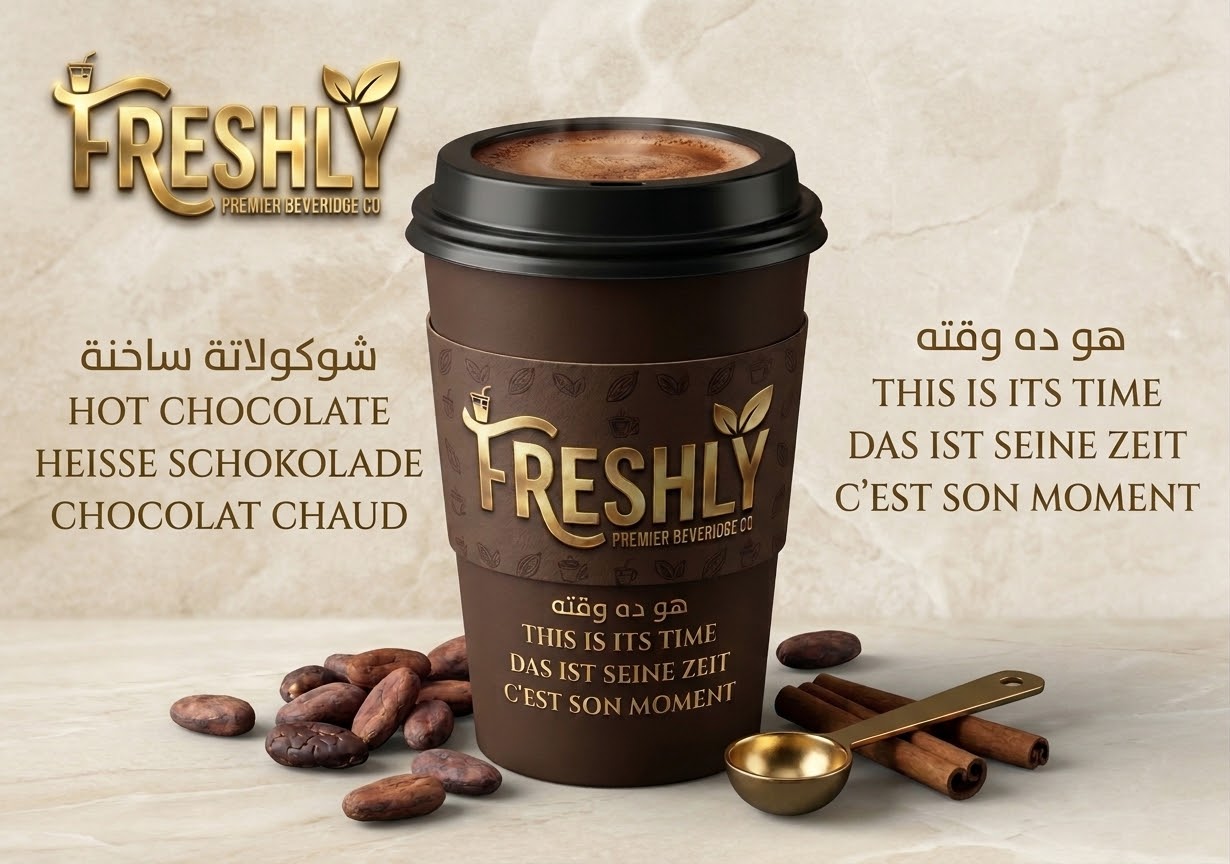 FRESHLY
PREMIER BEVERIDGE CO
شوكولاتة ساخنة
HOT CHOCOLATE
HEISSE SCHOKOLADE
CHOCOLAT CHAUD
هو ده وقته
THIS IS ITS TIME
DAS IST SEINE ZEIT
C’EST SON MOMENT
FRESHLY
PREMIER BEVERIDGE CO
هو ده وقته
THIS IS ITS TIME
DAS IST SEINE ZEIT
C'EST SON MOMENT